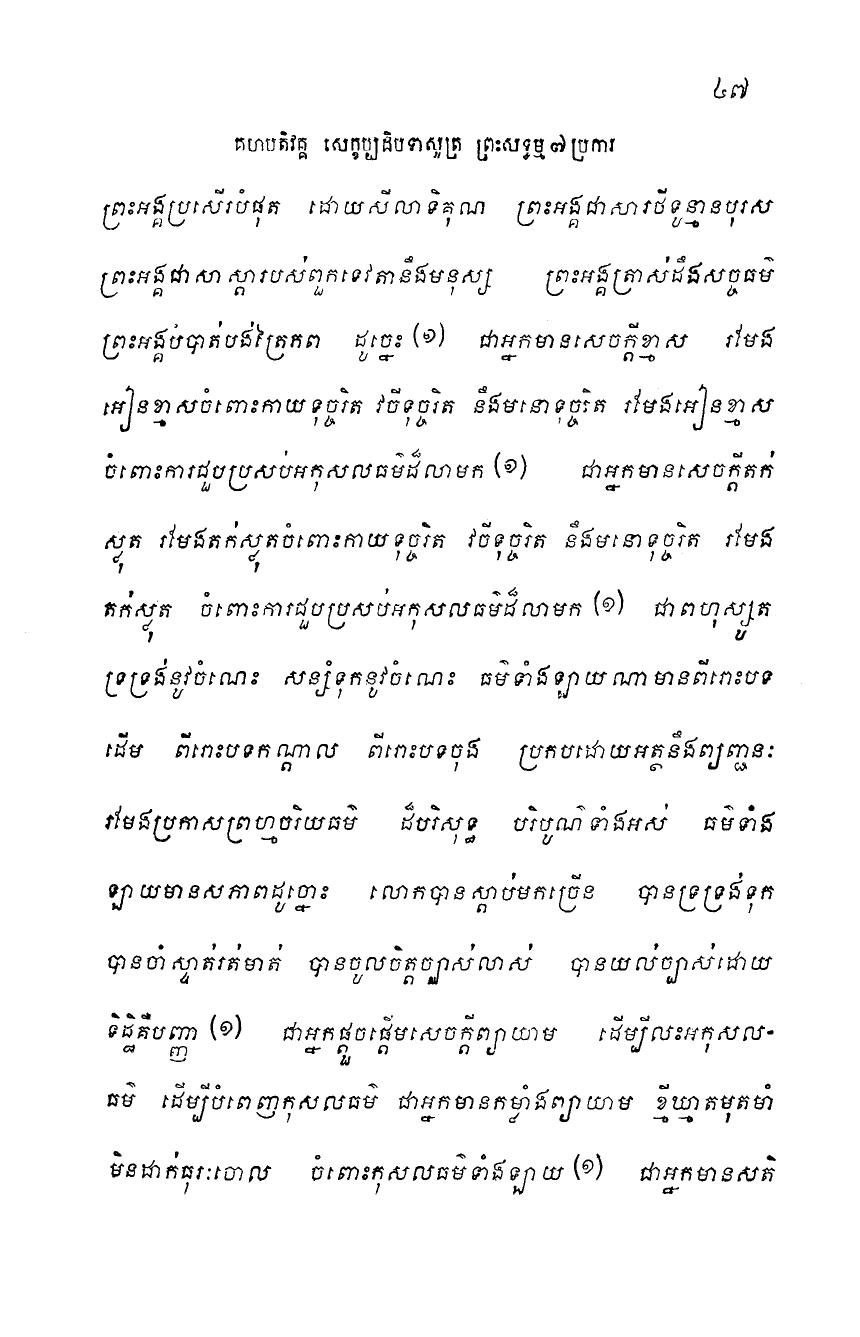 ៤៧
គហបតិវគ្គ សេក្ខប្បដិបទាសូត្រ ព្រះសទ្ធម្ម ៧ ប្រការ
ព្រះអង្គប្រសើរបំផុត ដោយសីលាទិគុណ ព្រះអង្គជាសារថីទូន្មានបុរស
ព្រះអង្គជាសាស្តារបស់ពួកទេវតានឹងមនុស្ស ព្រះអង្គត្រាស់ដឹងសច្ចធម៌
ព្រះអង្គបំបាត់បង់ត្រៃភព ដូច្នេះ (១) ជាអ្នកមានសេចក្តីខ្មាស រមែង
អៀនខ្មាសចំពោះកាយទុច្ចរិត វចីទុច្ចរិត នឹងមនោទុច្ចរិត រមែងអៀនខ្មាស
ចំពោះការជួបប្រសប់អកុសលធម៌ដ៏លាមក (១) ជាអ្នកមានសេចក្តីតក់
ស្លុត រមែងតក់ស្លុតចំពោះកាយទុច្ចរិត វចីទុច្ចរិត នឹងមនោទុច្ចរិត រមែង
តក់ស្លុត ចំពោះការជួបប្រសប់អកុសលធម៌ដ៏លាមក (១) ជាពហុស្សូត
ទ្រទ្រង់នូវចំណេះ សន្សំទុកនូវចំណេះ ធម៌ទាំងឡាយណាមានពីរោះបទ
ដើម ពីរោះបទកណ្តាល ពីរោះបទចុង ប្រកបដោយអត្ថនឹងព្យញ្ជនៈ
រមែងប្រកាសព្រហ្មចរិយធម៌ ដ៏បរិសុទ្ធ បរិបូណ៌ទាំងអស់ ធម៌ទាំង
ឡាយមានសភាពដូច្នោះ លោកបានស្តាប់មកច្រើន បានទ្រទ្រង់ទុក
បានចាំស្ទាត់រត់មាត់ បានចូលចិត្តច្បាស់លាស់ បានយល់ច្បាស់ដោយ
ទិដ្ឋិគឺបញ្ញា (១) ជាអ្នកផ្តួចផ្តើមសេចក្តីព្យាយាម ដើម្បីលះអកុសល-
ធម៌ ដើម្បីបំពេញកុសលធម៌ ជាអ្នកមានកម្លាំងព្យាយាម ខ្មីឃ្មាតមុតមាំ
មិនដាក់ធុរៈចោល ចំពោះកុសលធម៌ទាំងឡាយ (១) ជាអ្នកមានសតិ